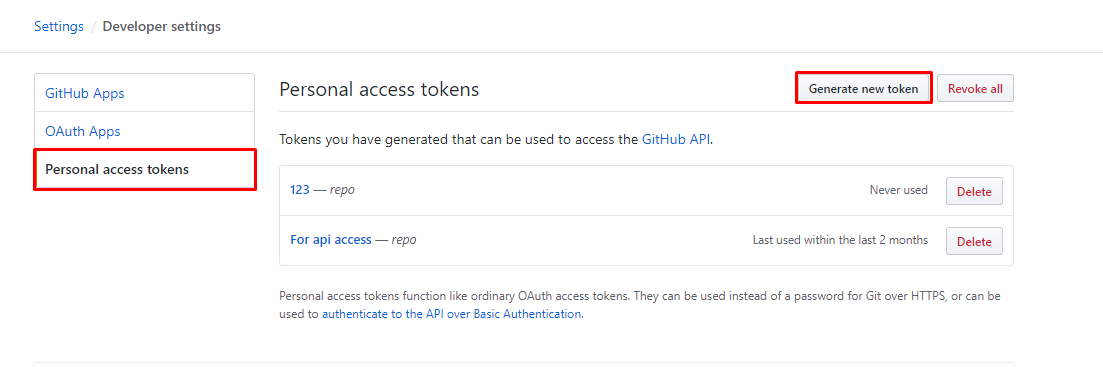 Settings / Developer settings
GitHub Apps
OAuth Apps
Personal access tokens
Personal access tokens
Generate new token
Revoke all
Tokens you have generated that can be used to access the GitHub API.
123 — repo
Never used
Delete
For api access — repo
Last used within the last 2 months
Delete
Personal access tokens function like ordinary OAuth access tokens. They can be used instead of a password for Git over HTTPS, or can be
used to authenticate to the API over Basic Authentication.